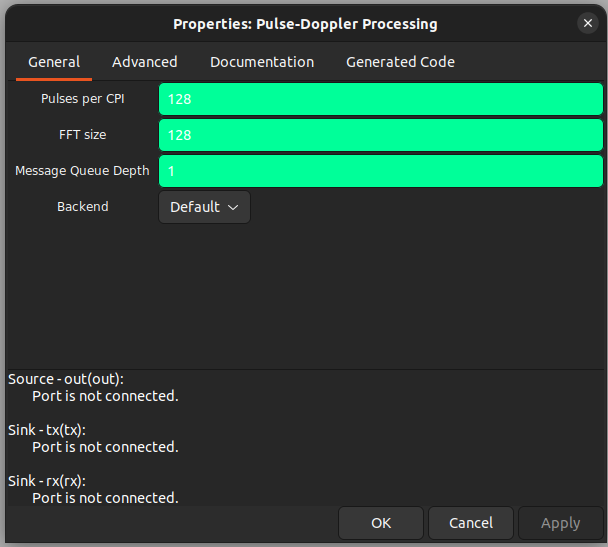 Properties: Pulse-Doppler Processing
General Advanced Documentation Generated Code
Pulses per CPI 128
FFT size 128
Message Queue Depth 1
Backend Default
Source - out(out):
Port is not connected.
Sink - tx(tx):
Port is not connected.
Sink - rx(rx):
Port is not connected.
OK Cancel Apply